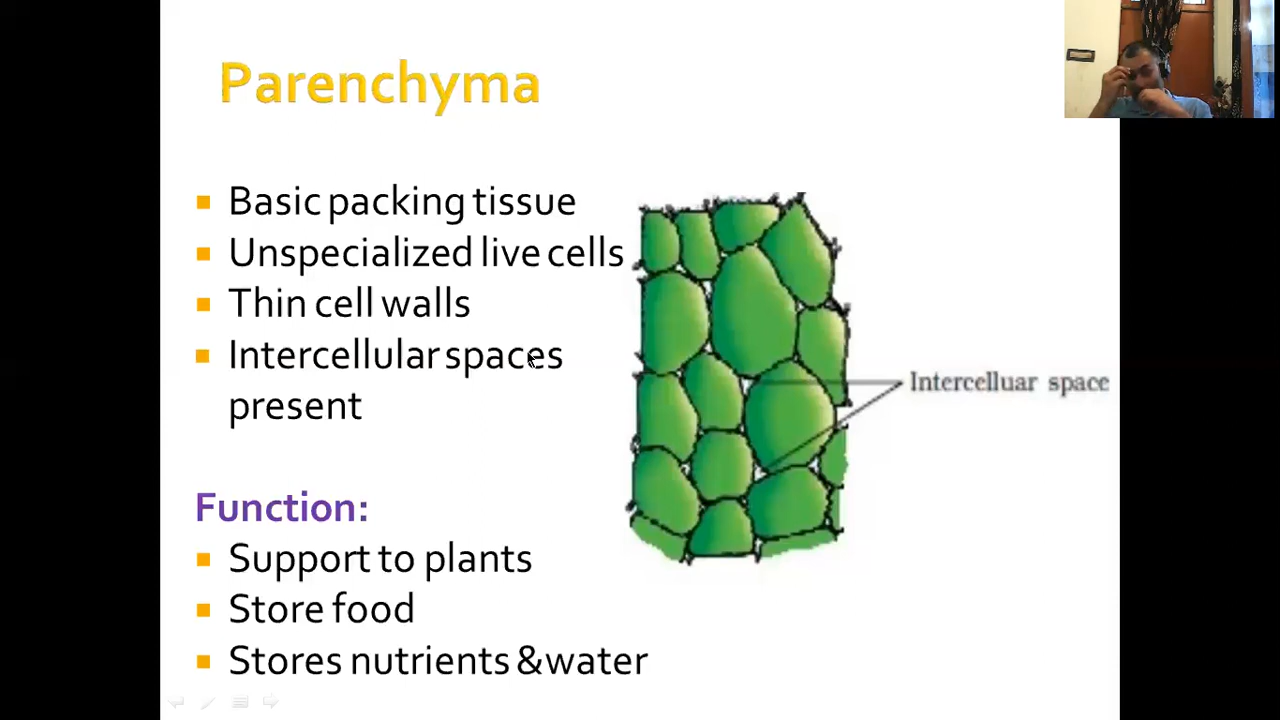 Parenchyma
Basic packing tissue
Unspecialized live cells
Thin cell walls
Intercellular spaces
present
Intercelluar space
Function:
Support to plants
Store food
Stores nutrients &water